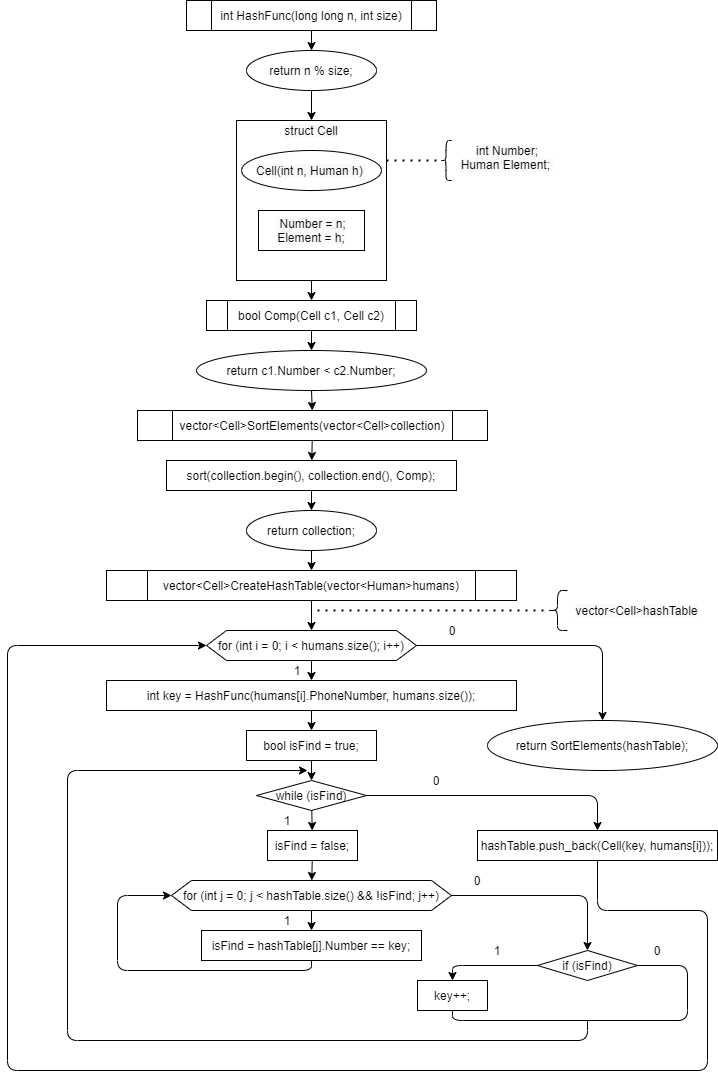 int HashFunc(long long n, int size)
return n % size;
struct Cell
Cell(int n, Human h)
int Number;
Human Element;
Number = n;
Element = h;
bool Comp(Cell c1, Cell c2)
return c1.Number < c2.Number;
vector<Cell>SortElements(vector<Cell>collection)
sort(collection.begin(), collection.end(), Comp);
return collection;
vector<Cell>CreateHashTable(vector<Human>humans)
vector<Cell>hashTable
for (int i = 0; i < humans.size(); i++)
0
1
int key = HashFunc(humans[i].PhoneNumber, humans.size());
bool isFind = true;
return SortElements(hashTable);
while (isFind)
0
1
isFind = false;
hashTable.push_back(Cell(key, humans[i]));
for (int j = 0; j < hashTable.size() && !isFind; j++)
0
1
isFind = hashTable[j].Number == key;
1
if (isFind)
0
key++;